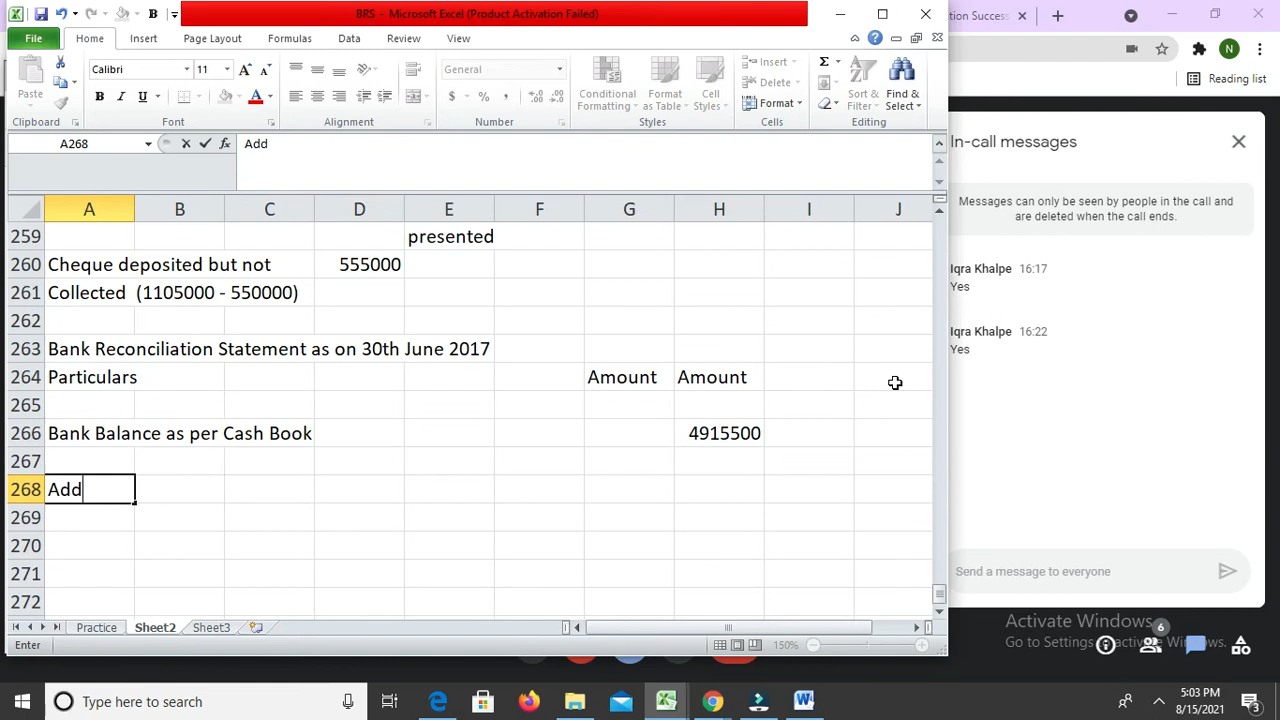 BRS - Microsoft Excel (Product Activation Failed)
tion Success
File
Home
Insert
Page Layout
Formulas
Data
Review
View
N
Reading list
Paste
Clipboard
Calibri
11
B I U
A
Font
Alignment
General
$ % ,
Number
Conditional Formatting
Format as Table
Cell Styles
Styles
Insert
Delete
Format
Cells
Σ
Sort & Filter
Find & Select
Editing
A268
fx
Add
A B C D E F G H I J
259 presented
260 Cheque deposited but not 555000
261 Collected (1105000 - 550000)
262
263 Bank Reconciliation Statement as on 30th June 2017
264 Particulars Amount Amount
265
266 Bank Balance as per Cash Book 4915500
267
268 Add
269
270
271
272
Practice Sheet2 Sheet3
Enter
150%
In-call messages
Messages can only be seen by people in the call and
are deleted when the call ends.
Iqra Khalpe 16:17
Yes
Iqra Khalpe 16:22
Yes
Send a message to everyone
Activate Windows
Go to Settings to activate Windows.
6
Type here to search
5:03 PM
8/15/2021
3